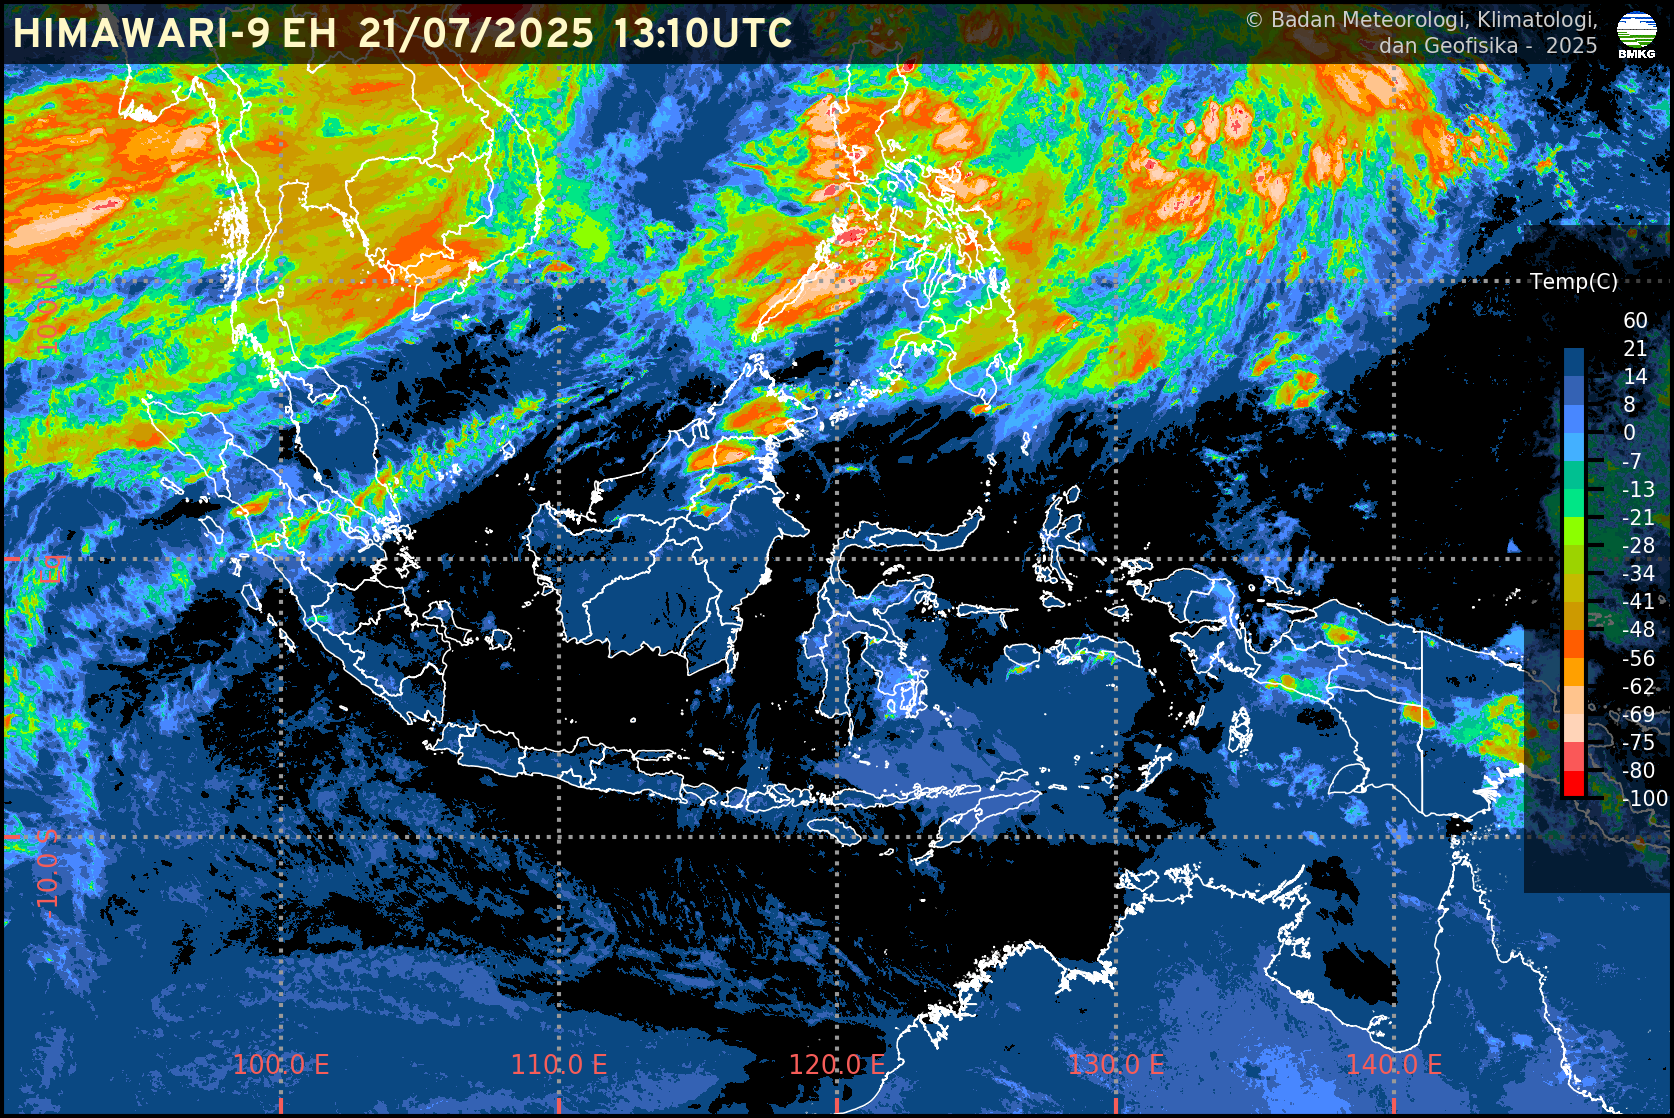 HIMAWARI-9 EH 21/07/2025 13:10UTC
© Badan Meteorologi, Klimatologi,
dan Geofisika - 2025
BMKG
10.0 N
Temp(C)
60
21
14
8
0
-7
-13
-21
-28
-34
-41
-48
-56
-62
-69
-75
-80
-100
Eq
-10.0 S
100.0 E
110.0 E
120.0 E
130.0 E
140.0 E